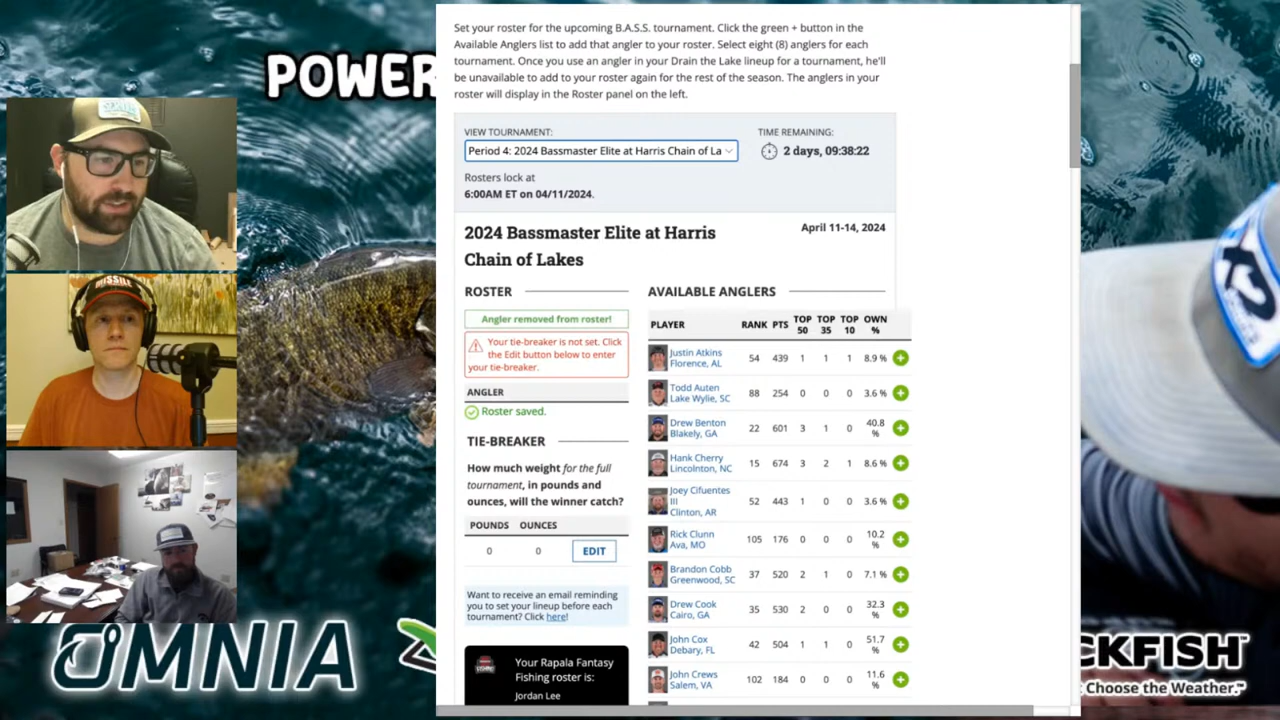 POWER
Set your roster for the upcoming B.A.S.S. tournament. Click the green + button in the
Available Anglers list to add that angler to your roster. Select eight (8) anglers for each
tournament. Once you use an angler in your Drain the Lake lineup for a tournament, he'll
be unavailable to add to your roster again for the rest of the season. The anglers in your
roster will display in the Roster panel on the left.
VIEW TOURNAMENT:
Period 4: 2024 Bassmaster Elite at Harris Chain of La
TIME REMAINING:
2 days, 09:38:22
Rosters lock at
6:00AM ET on 04/11/2024.
2024 Bassmaster Elite at Harris
Chain of Lakes
April 11-14, 2024
ROSTER
Angler removed from roster!
Your tie-breaker is not set. Click
the Edit button below to enter
your tie-breaker.
ANGLER
Roster saved.
TIE-BREAKER
How much weight for the full
tournament, in pounds and
ounces, will the winner catch?
POUNDS OUNCES
0 0 EDIT
Want to receive an email reminding
you to set your lineup before each
tournament? Click here!
Your Rapala Fantasy
Fishing roster is:
Jordan Lee
AVAILABLE ANGLERS
PLAYER RANK PTS TOP 50 TOP 35 TOP 10 OWN %
Justin Atkins
Florence, AL
54 439 1 1 1 8.9 %
Todd Auten
Lake Wylie, SC
88 254 0 0 0 3.6 %
Drew Benton
Blakely, GA
22 601 3 1 0 40.8 %
Hank Cherry
Lincolnton, NC
15 674 3 2 1 8.6 %
Joey Cifuentes
III
Clinton, AR
52 443 1 0 0 3.6 %
Rick Clunn
Ava, MO
105 176 0 0 0 10.2 %
Brandon Cobb
Greenwood, SC
37 520 2 1 0 7.1 %
Drew Cook
Cairo, GA
35 530 2 0 0 32.3 %
John Cox
Debary, FL
42 504 1 1 0 51.7 %
John Crews
Salem, VA
102 184 0 0 0 11.6 %
MISSILE
OMNIA
CKFISH™
Choose the Weather.™